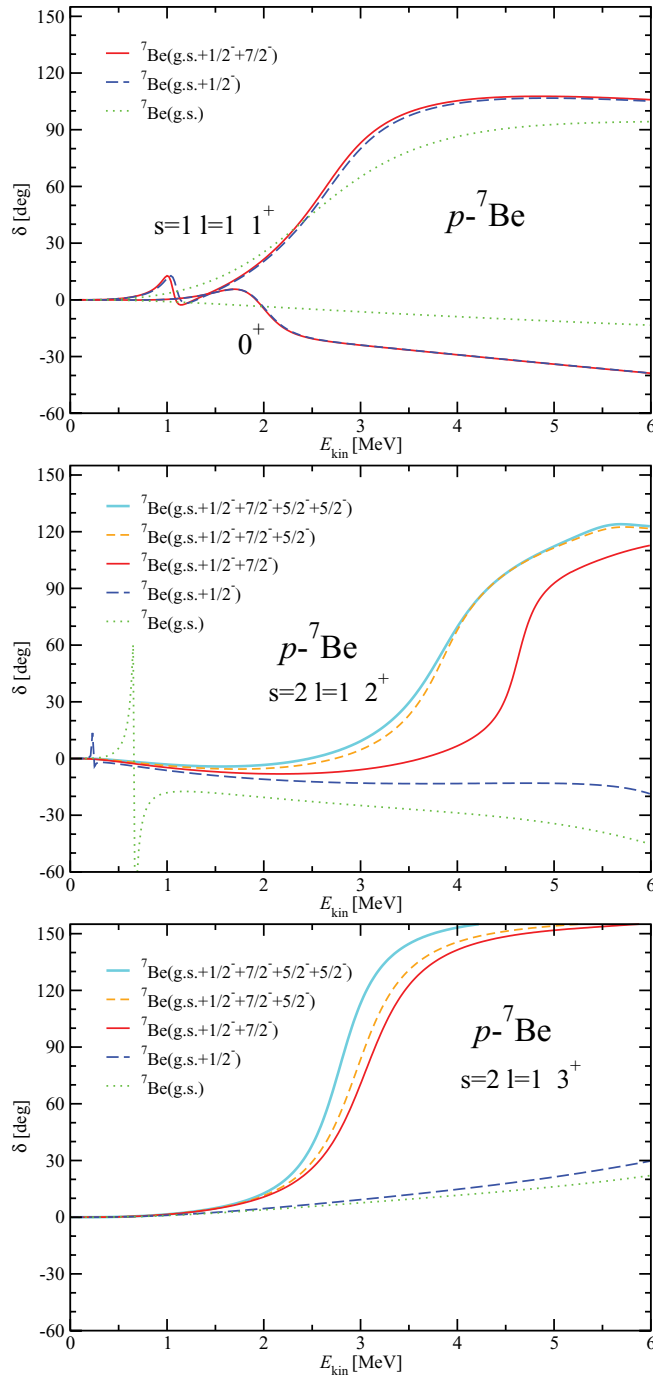 150
120
90
60
30
0
-30
-60
δ [deg]
⁷Be(g.s.+1/2⁻+7/2⁻)
⁷Be(g.s.+1/2⁻)
⁷Be(g.s.)
s=1 l=1 1⁺
p-⁷Be
0⁺
0 1 2 3 4 5 6
E_kin [MeV]
150
120
90
60
30
0
-30
-60
δ [deg]
⁷Be(g.s.+1/2⁻+7/2⁻+5/2⁻+5/2⁻)
⁷Be(g.s.+1/2⁻+7/2⁻+5/2⁻)
⁷Be(g.s.+1/2⁻+7/2⁻)
⁷Be(g.s.+1/2⁻)
⁷Be(g.s.)
p-⁷Be
s=2 l=1 2⁺
0 1 2 3 4 5 6
E_kin [MeV]
150
120
90
60
30
0
-30
-60
δ [deg]
⁷Be(g.s.+1/2⁻+7/2⁻+5/2⁻+5/2⁻)
⁷Be(g.s.+1/2⁻+7/2⁻+5/2⁻)
⁷Be(g.s.+1/2⁻+7/2⁻)
⁷Be(g.s.+1/2⁻)
⁷Be(g.s.)
p-⁷Be
s=2 l=1 3⁺
0 1 2 3 4 5 6
E_kin [MeV]